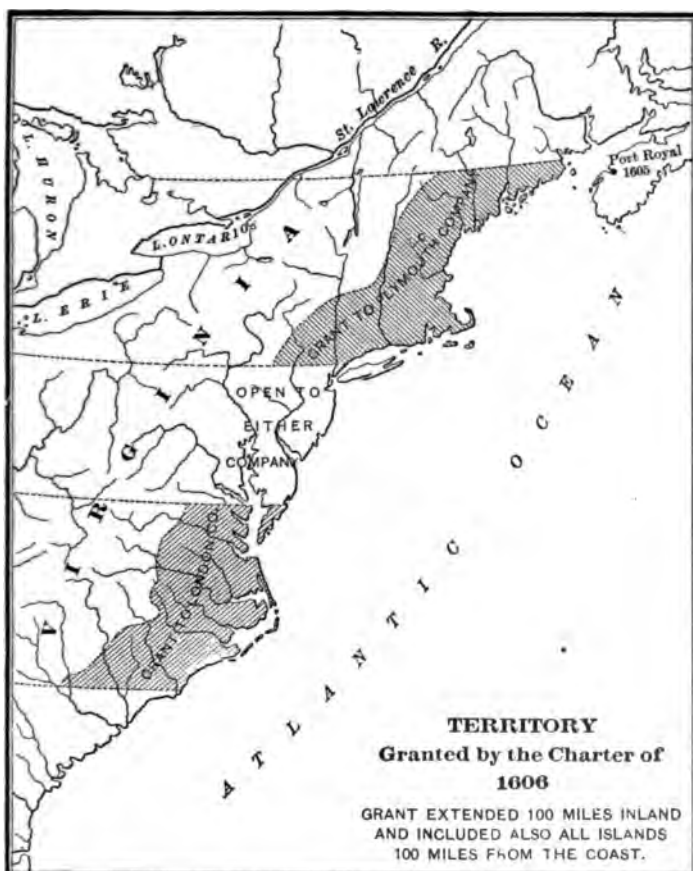 St. Lawrence R.
L. HURON
Port Royal
1605
L. ONTARIO
L. ERIE
VIRGINIA
GRANT TO PLYMOUTH COMPANY
OPEN TO
EITHER
COMPANY
GRANT TO LONDON CO.
ATLANTIC OCEAN
TERRITORY
Granted by the Charter of
1606
GRANT EXTENDED 100 MILES INLAND
AND INCLUDED ALSO ALL ISLANDS
100 MILES FROM THE COAST.